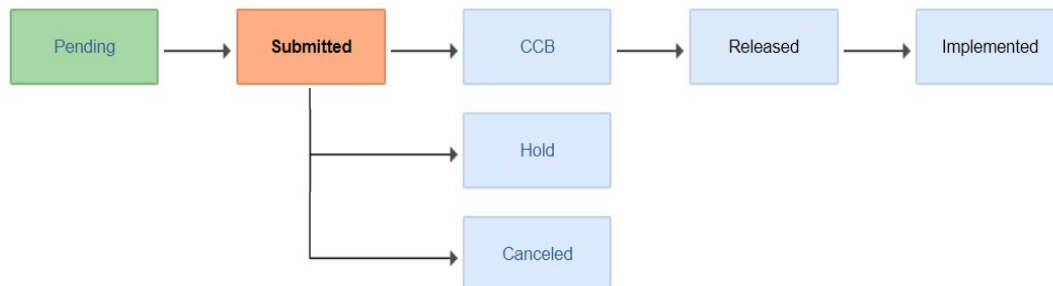 Pending
Submitted
CCB
Released
Implemented
Hold
Canceled